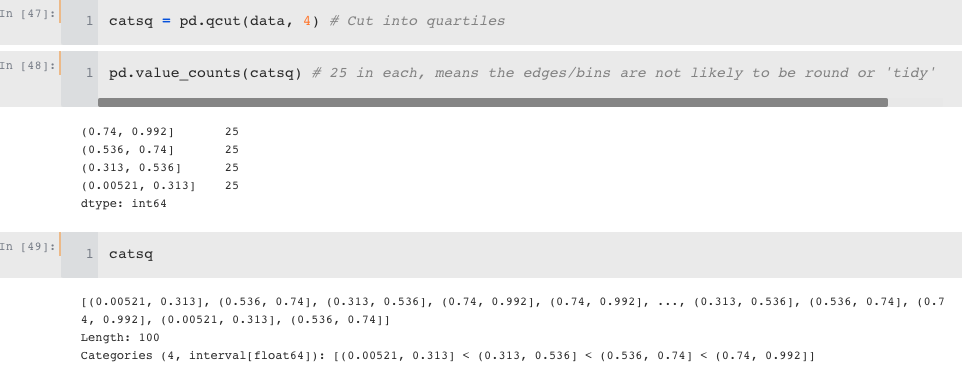 In [47]:
1 catsq = pd.qcut(data, 4) # Cut into quartiles
In [48]:
1 pd.value_counts(catsq) # 25 in each, means the edges/bins are not likely to be round or 'tidy'
(0.74, 0.992] 25
(0.536, 0.74] 25
(0.313, 0.536] 25
(0.00521, 0.313] 25
dtype: int64
In [49]:
1 catsq
[(0.00521, 0.313], (0.536, 0.74], (0.313, 0.536], (0.74, 0.992], (0.74, 0.992], ..., (0.313, 0.536], (0.536, 0.74], (0.7
4, 0.992], (0.00521, 0.313], (0.536, 0.74]]
Length: 100
Categories (4, interval[float64]): [(0.00521, 0.313] < (0.313, 0.536] < (0.536, 0.74] < (0.74, 0.992]]